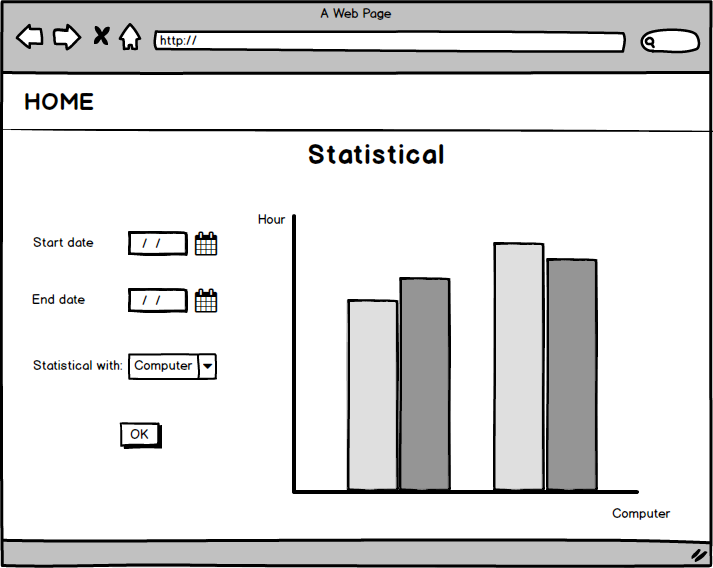 A Web Page
http://
HOME
Statistical
Hour
Start date
/ /
End date
/ /
Statistical with:
Computer
OK
Computer